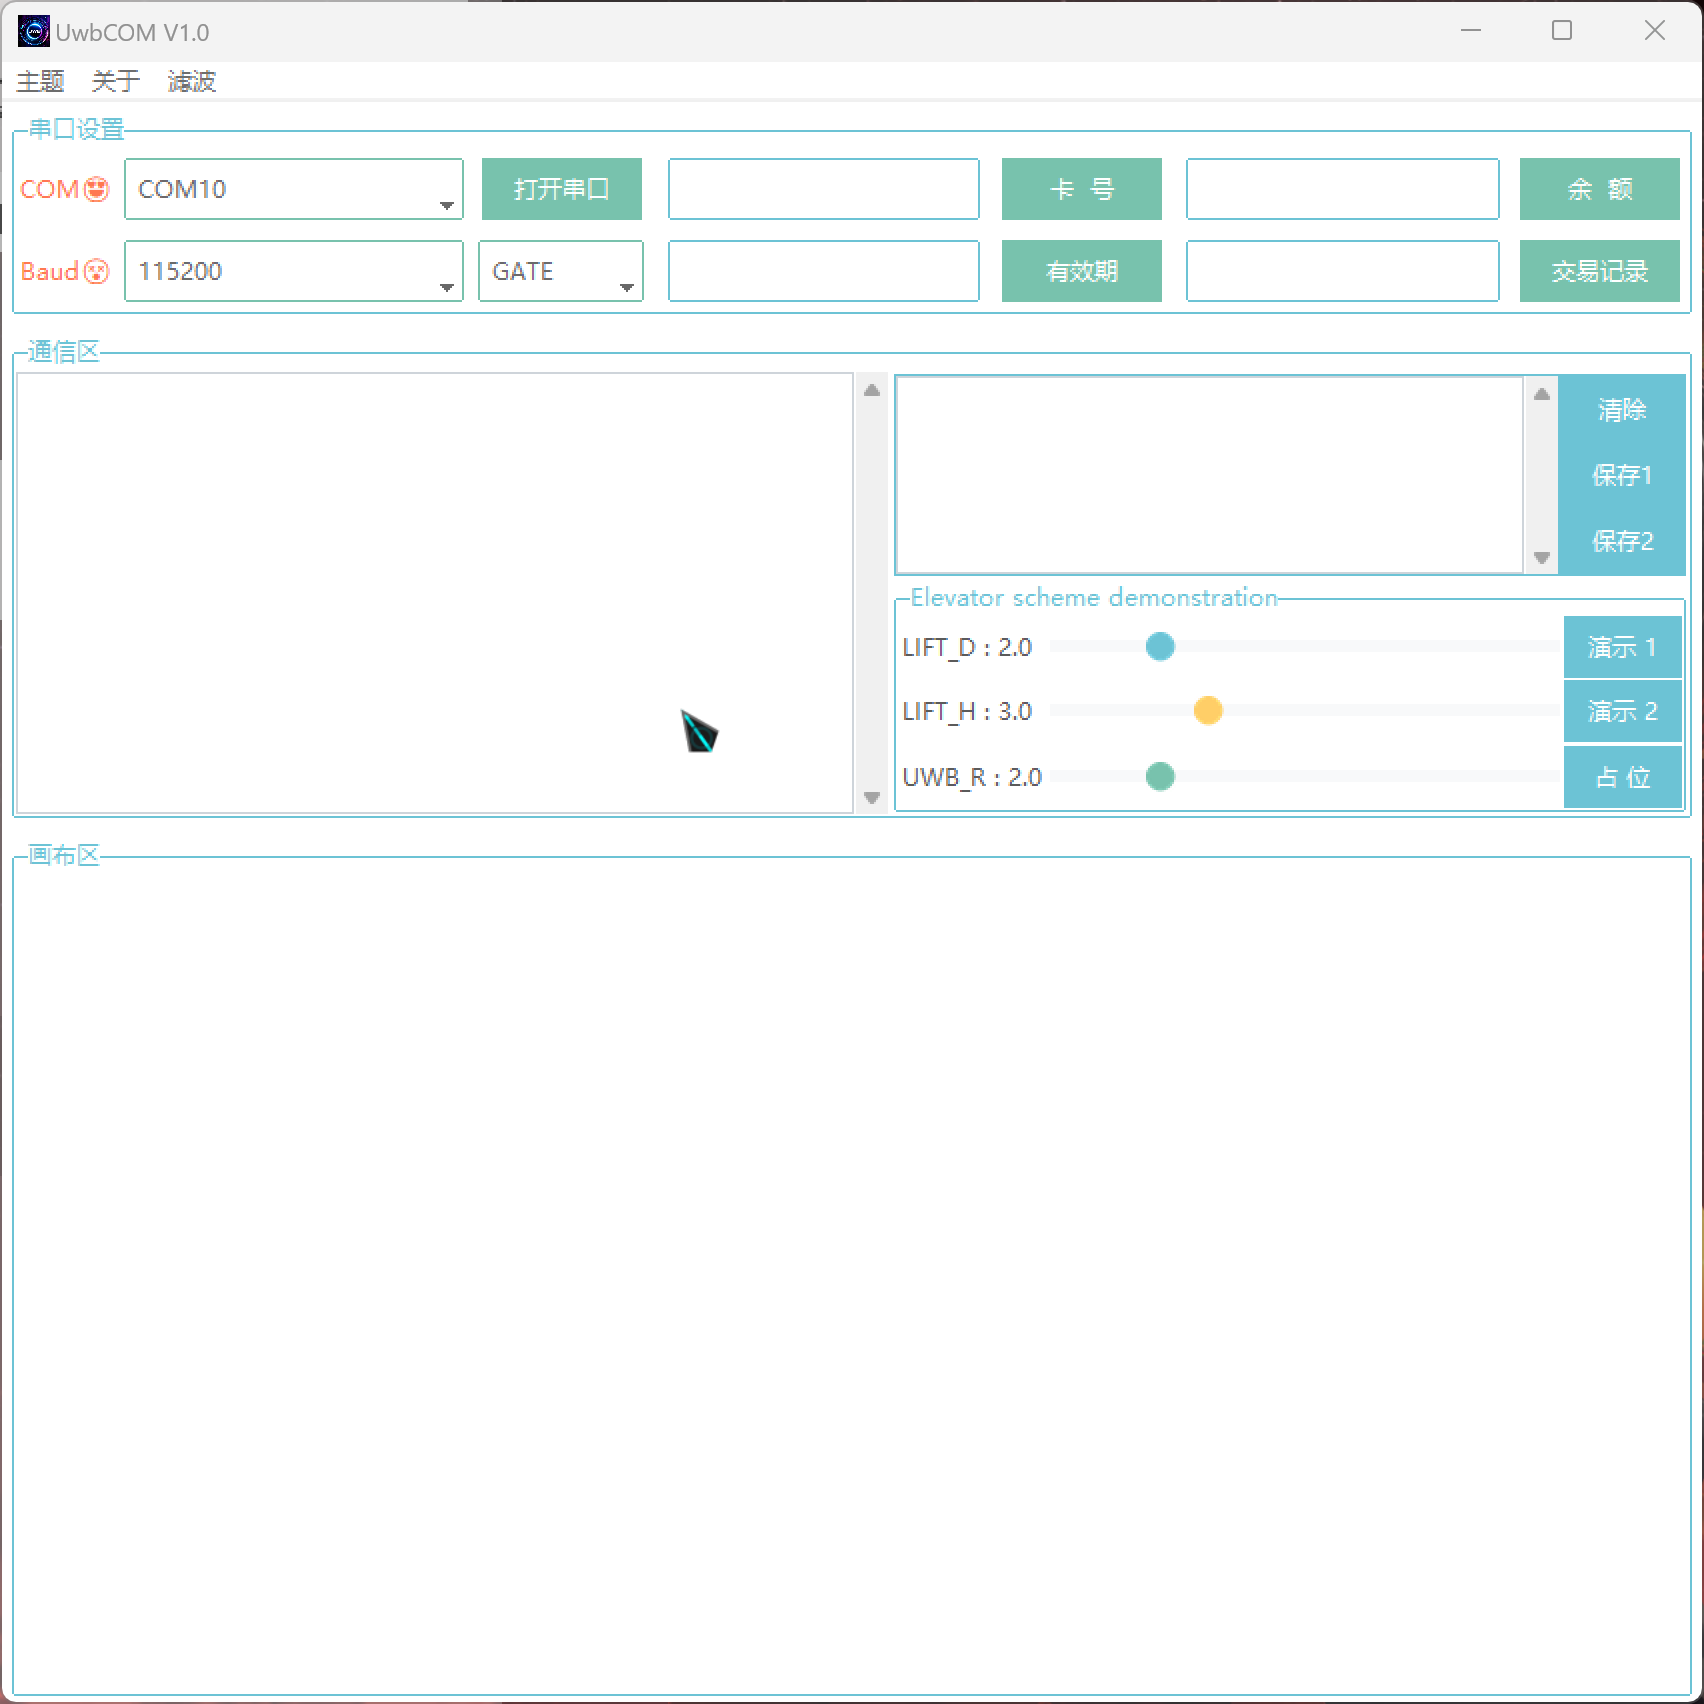 UwbCOM V1.0
主题 关于 滤波
串口设置
COM😍 COM10 打开串口 卡 号 余 额
Baud😲 115200 GATE 有效期 交易记录
通信区
清除
保存1
保存2
Elevator scheme demonstration
LIFT_D : 2.0 演示 1
LIFT_H : 3.0 演示 2
UWB_R : 2.0 占 位
画布区